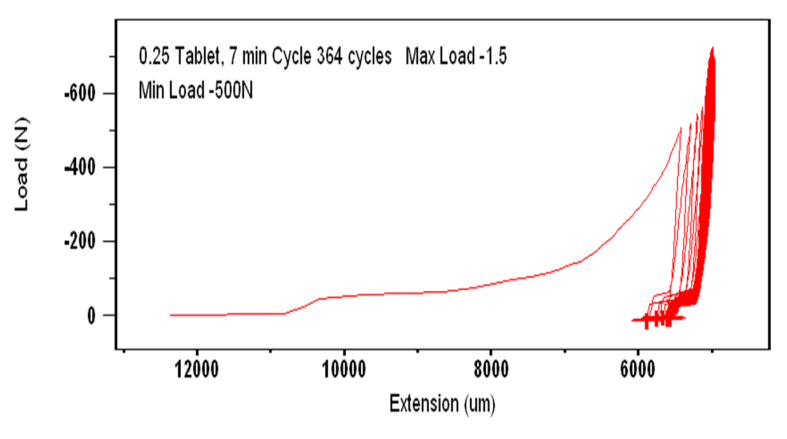 0.25 Tablet, 7 min Cycle 364 cycles Max Load -1.5
Min Load -500N
Load (N)
-600
-400
-200
0
12000 10000 8000 6000
Extension (um)